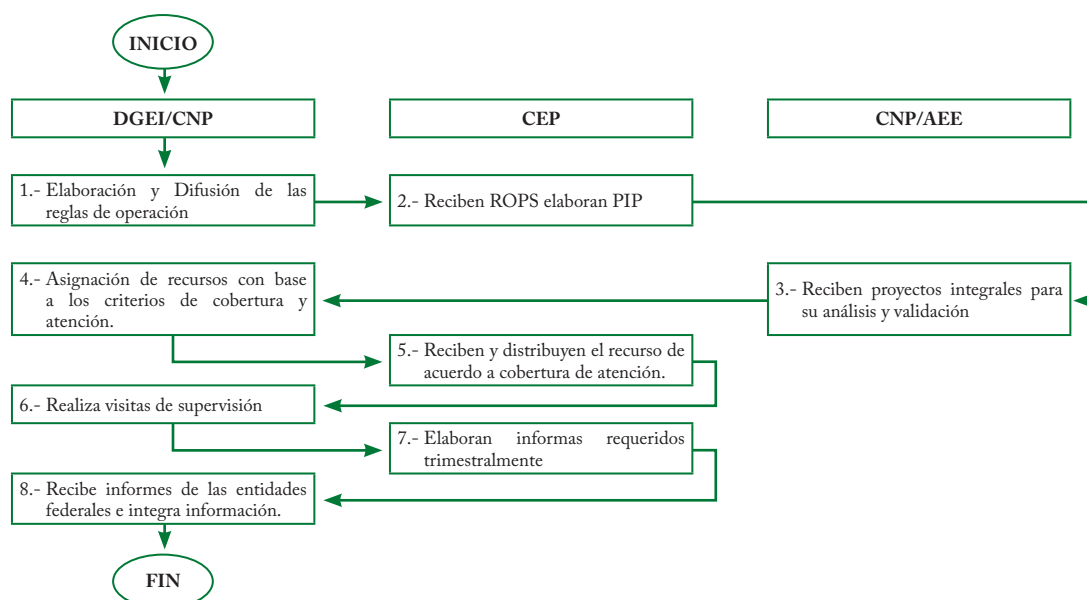 INICIO
DGEI/CNP
CEP
CNP/AEE
1.- Elaboración y Difusión de las
reglas de operación
2.- Reciben ROPS elaboran PIP
3.- Reciben proyectos integrales para
su análisis y validación
4.- Asignación de recursos con base
a los criterios de cobertura y
atención.
5.- Reciben y distribuyen el recurso de
acuerdo a cobertura de atención.
6.- Realiza visitas de supervisión
7.- Elaboran informas requeridos
trimestralmente
8.- Recibe informes de las entidades
federales e integra información.
FIN